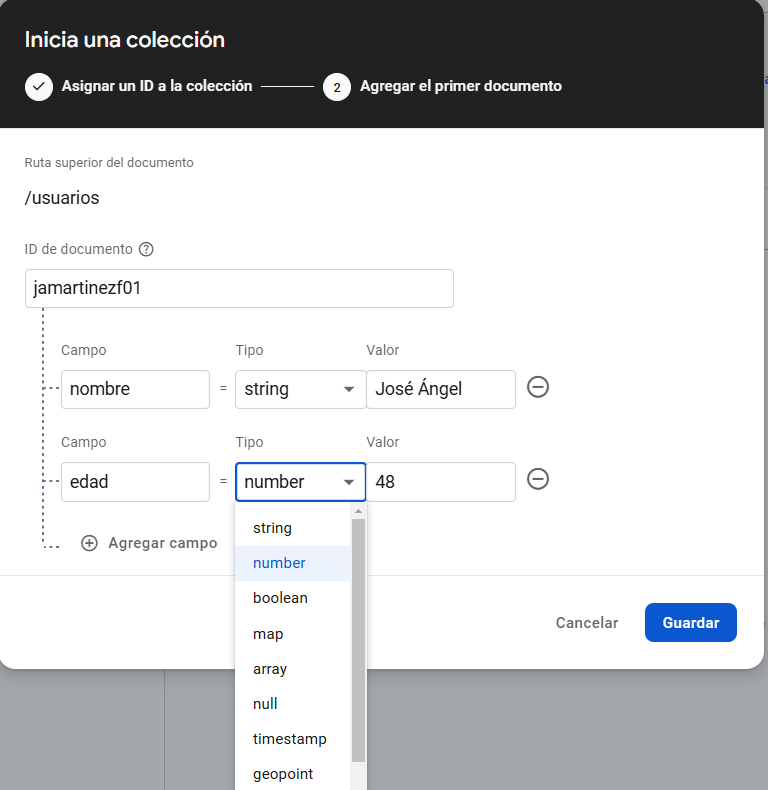 Inicia una colección
Asignar un ID a la colección 2 Agregar el primer documento
Ruta superior del documento
/usuarios
ID de documento ?
jamartinezf01
Campo Tipo Valor
nombre = string José Ángel
Campo Tipo Valor
edad = number 48
string
Agregar campo
number
boolean
Cancelar Guardar
map
array
null
timestamp
geopoint